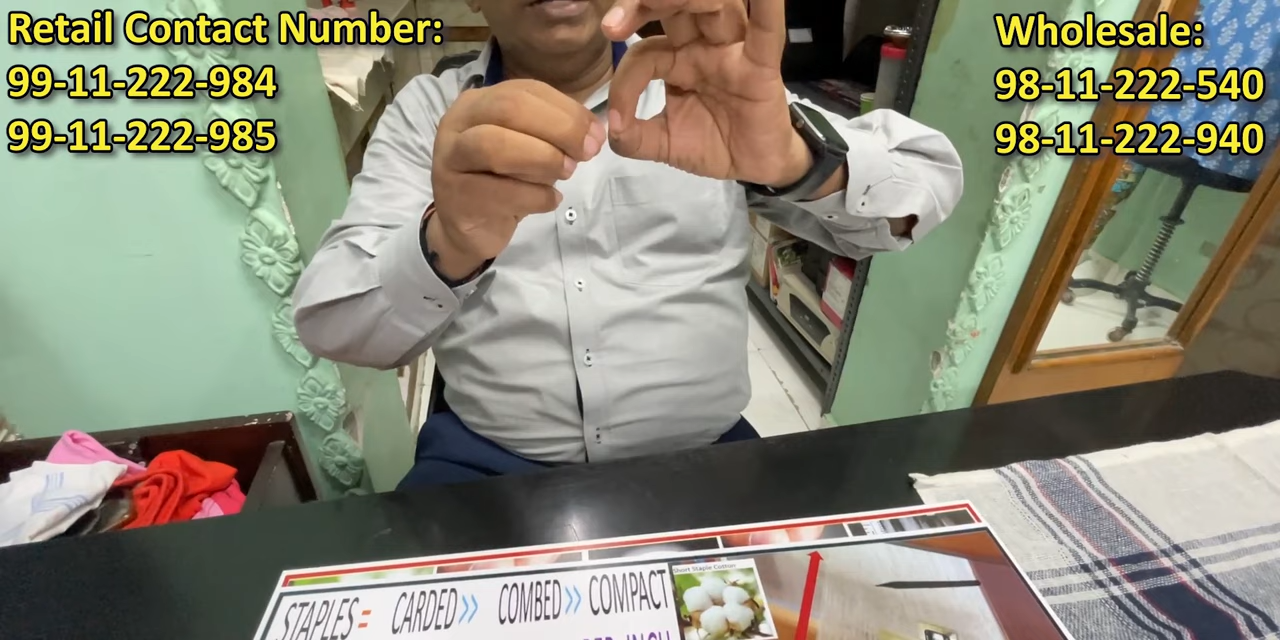 Retail Contact Number:
99-11-222-984
99-11-222-985
Wholesale:
98-11-222-540
98-11-222-940
STAPLES = CARDED >> COMBED >> COMPACT
Short Staple Cotton